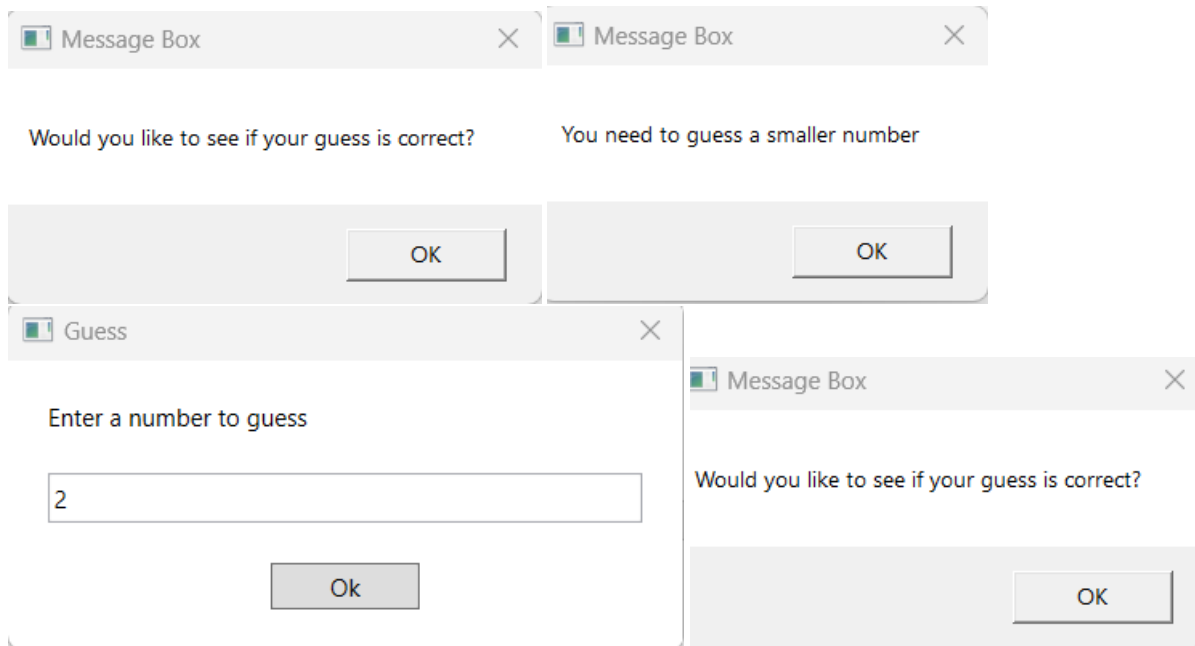 Message Box
Would you like to see if your guess is correct?
OK
Message Box
You need to guess a smaller number
OK
Guess
Enter a number to guess
2
Ok
Message Box
Would you like to see if your guess is correct?
OK